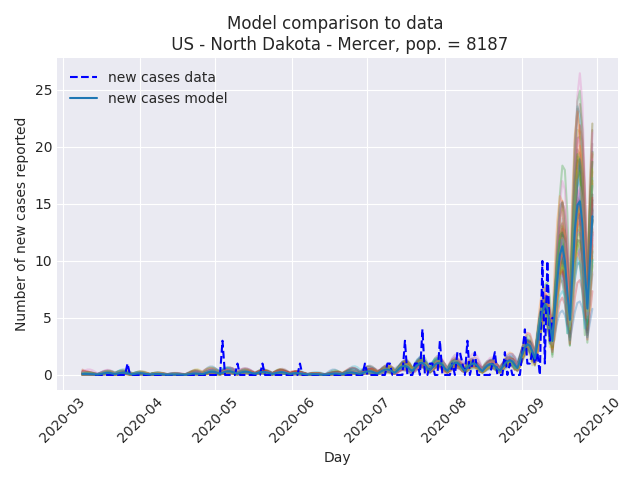 Model comparison to data
US - North Dakota - Mercer, pop. = 8187
new cases data
new cases model
Number of new cases reported
25
20
15
10
5
0
2020-03
2020-04
2020-05
2020-06
2020-07
2020-08
2020-09
2020-10
Day